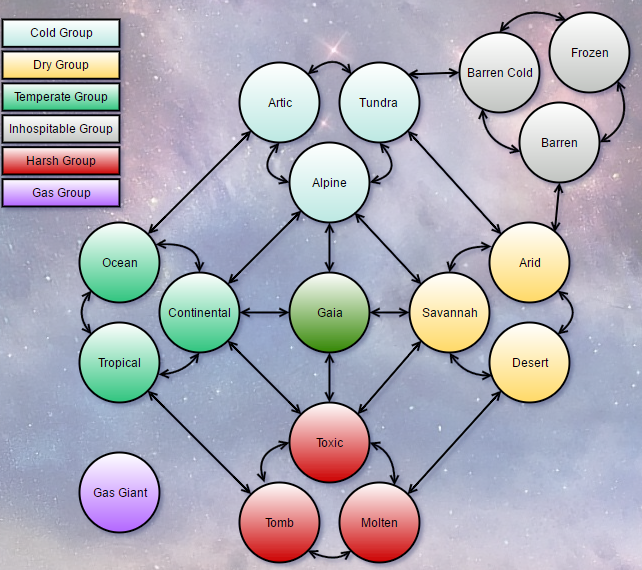 Cold Group
Dry Group
Temperate Group
Inhospitable Group
Harsh Group
Gas Group
Artic
Tundra
Barren Cold
Frozen
Barren
Alpine
Ocean
Arid
Continental
Gaia
Savannah
Tropical
Desert
Toxic
Gas Giant
Tomb
Molten